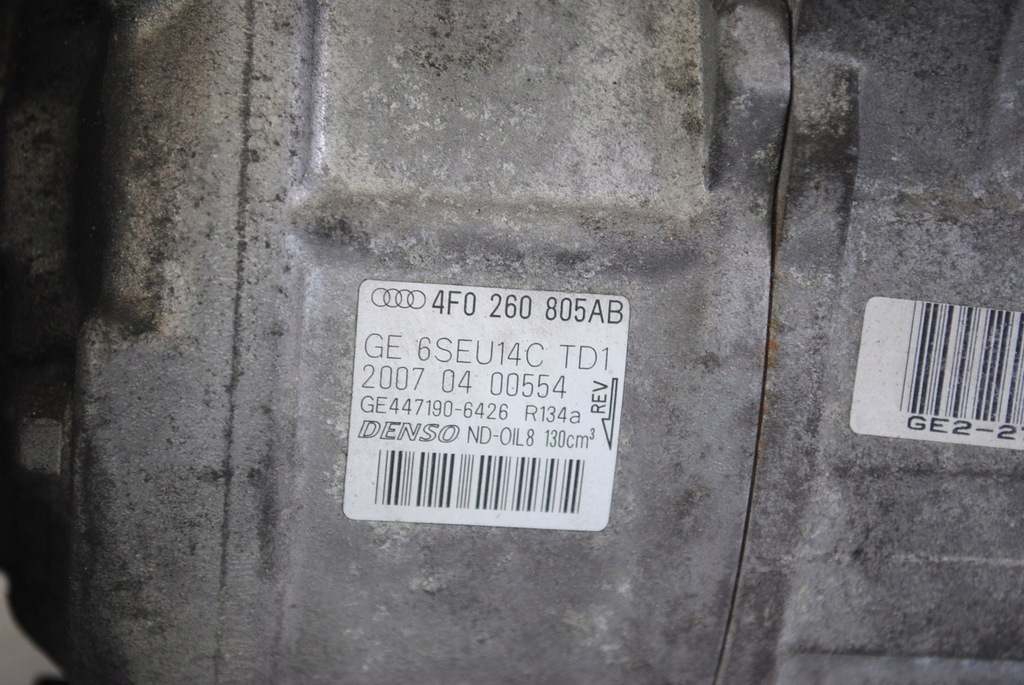 4F0 260 805AB
GE 6SEU14C TD1
2007 04 00554
GE447190-6426 R134a
REV
DENSO ND-OIL8 130cm³
GE2-2